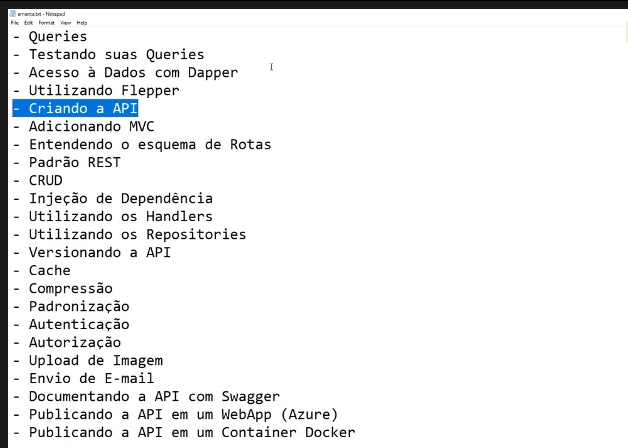 ementa.txt - Notepad
File Edit Format View Help
- Queries
- Testando suas Queries
- Acesso à Dados com Dapper
- Utilizando Flepper
- Criando a API
- Adicionando MVC
- Entendendo o esquema de Rotas
- Padrão REST
- CRUD
- Injeção de Dependência
- Utilizando os Handlers
- Utilizando os Repositories
- Versionando a API
- Cache
- Compressão
- Padronização
- Autenticação
- Autorização
- Upload de Imagem
- Envio de E-mail
- Documentando a API com Swagger
- Publicando a API em um WebApp (Azure)
- Publicando a API em um Container Docker